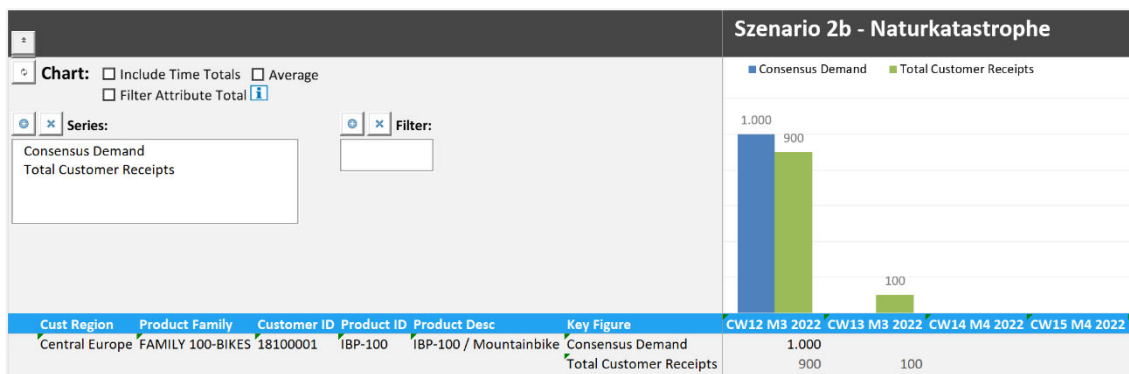 Szenario 2b - Naturkatastrophe
Chart: Include Time Totals Average
Filter Attribute Total
Series: Filter:
Consensus Demand
Total Customer Receipts
Consensus Demand Total Customer Receipts
1.000
900
100
Cust Region Product Family Customer ID Product ID Product Desc Key Figure CW12 M3 2022 CW13 M3 2022 CW14 M4 2022 CW15 M4 2022
Central Europe FAMILY 100-BIKES 18100001 IBP-100 IBP-100 / Mountainbike Consensus Demand 1.000
Total Customer Receipts 900 100